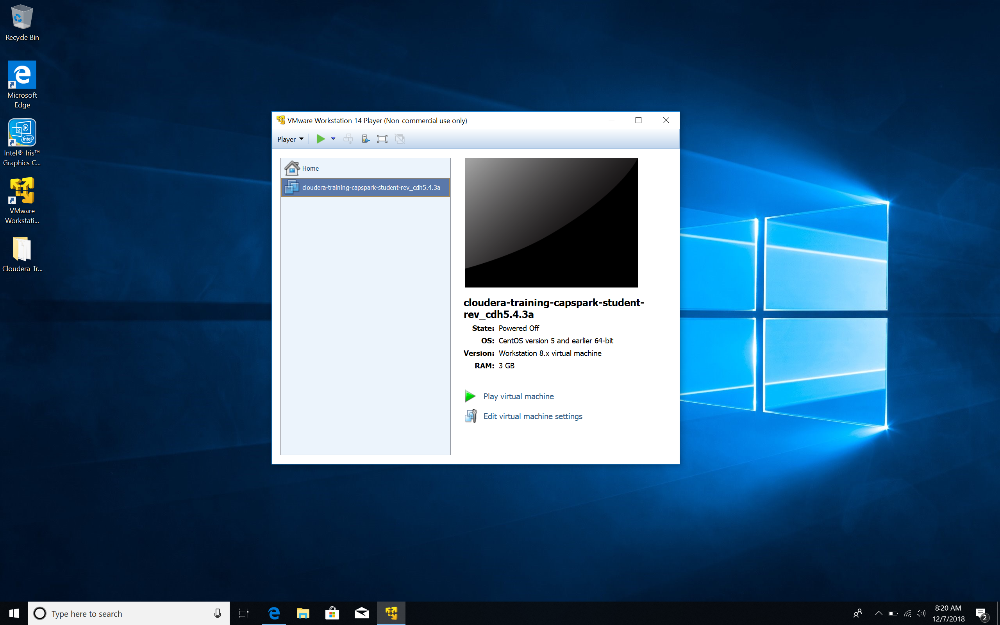 Recycle Bin
Microsoft
Edge
intel
Intel® Iris™
Graphics C...
VMware
Workstati...
Cloudera-Tr...
VMware Workstation 14 Player (Non-commercial use only)
Player
Home
cloudera-training-capspark-student-rev_cdh5.4.3a
cloudera-training-capspark-student-
rev_cdh5.4.3a
State: Powered Off
OS: CentOS version 5 and earlier 64-bit
Version: Workstation 8.x virtual machine
RAM: 3 GB
Play virtual machine
Edit virtual machine settings
Type here to search
8:20 AM
12/7/2018
2